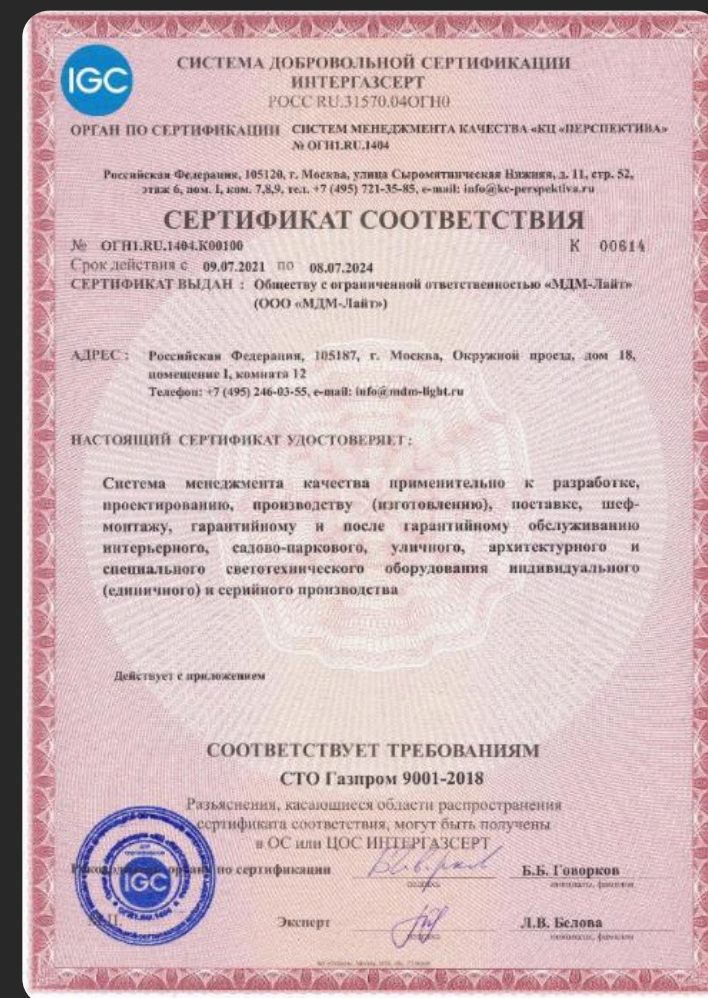 IGC
СИСТЕМА ДОБРОВОЛЬНОЙ СЕРТИФИКАЦИИ
ИНТЕРГАЗСЕРТ
РОСС RU.31570.04ОГН0
ОРГАН ПО СЕРТИФИКАЦИИ СИСТЕМ МЕНЕДЖМЕНТА КАЧЕСТВА «КЦ «ПЕРСПЕКТИВА»
№ ОГН1.RU.1404
Российская Федерация, 105120, г. Москва, улица Сыромятническая Нижняя, д. 11, стр. 52,
этаж 6, пом. I, ком. 7,8,9, тел. +7 (495) 721-35-85, e-mail: info@kc-perspektiva.ru
СЕРТИФИКАТ СООТВЕТСТВИЯ
№ ОГН1.RU.1404.К00100 К 00614
Срок действия с 09.07.2021 по 08.07.2024
СЕРТИФИКАТ ВЫДАН : Обществу с ограниченной ответственностью «МДМ-Лайт»
(ООО «МДМ-Лайт»)
АДРЕС : Российская Федерация, 105187, г. Москва, Окружной проезд, дом 18,
помещение I, комната 12
Телефон: +7 (495) 246-03-55, e-mail: info@mdm-light.ru
НАСТОЯЩИЙ СЕРТИФИКАТ УДОСТОВЕРЯЕТ :
Система менеджмента качества применительно к разработке,
проектированию, производству (изготовлению), поставке, шеф-
монтажу, гарантийному и после гарантийному обслуживанию
интерьерного, садово-паркового, уличного, архитектурного и
специального светотехнического оборудования индивидуального
(единичного) и серийного производства
Действует с приложением
СООТВЕТСТВУЕТ ТРЕБОВАНИЯМ
СТО Газпром 9001-2018
Разъяснения, касающиеся области распространения
сертификата соответствия, могут быть получены
в ОС или ЦОС ИНТЕРГАЗСЕРТ
Руководитель органа по сертификации Б.Б. Говорков
подпись инициалы, фамилия
IGC
ОГН1.RU.1404
М.П. Эксперт Л.В. Белова
подпись инициалы, фамилия